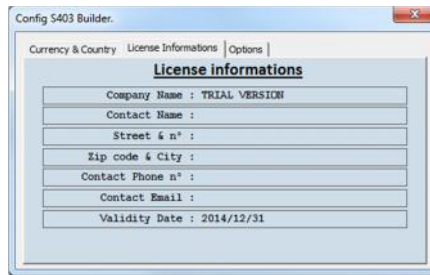 Config S403 Builder.
Currency & Country License Informations Options
License informations
Company Name : TRIAL VERSION
Contact Name :
Street & n° :
Zip code & City :
Contact Phone n° :
Contact Email :
Validity Date : 2014/12/31